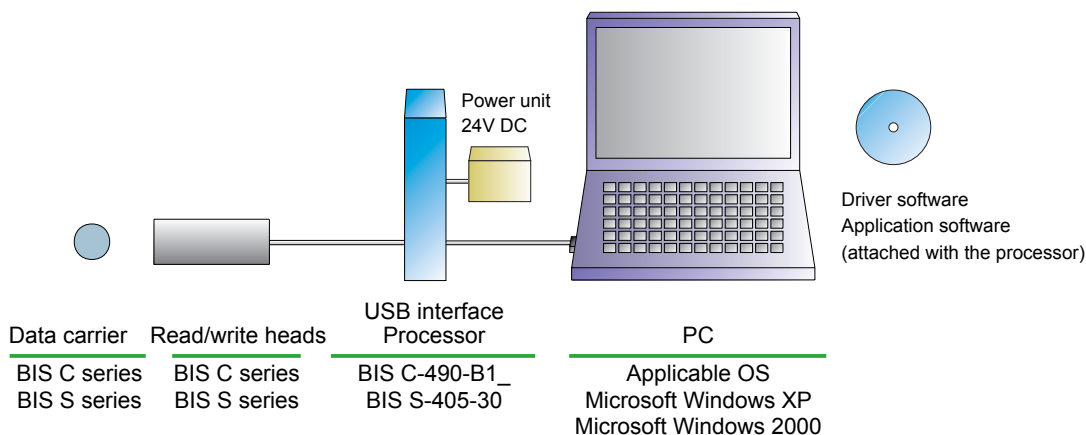 Power unit
24V DC
Driver software
Application software
(attached with the processor)
USB interface
Data carrier Read/write heads Processor PC
BIS C series BIS C series BIS C-490-B1_ Applicable OS
BIS S series BIS S series BIS S-405-30 Microsoft Windows XP
Microsoft Windows 2000